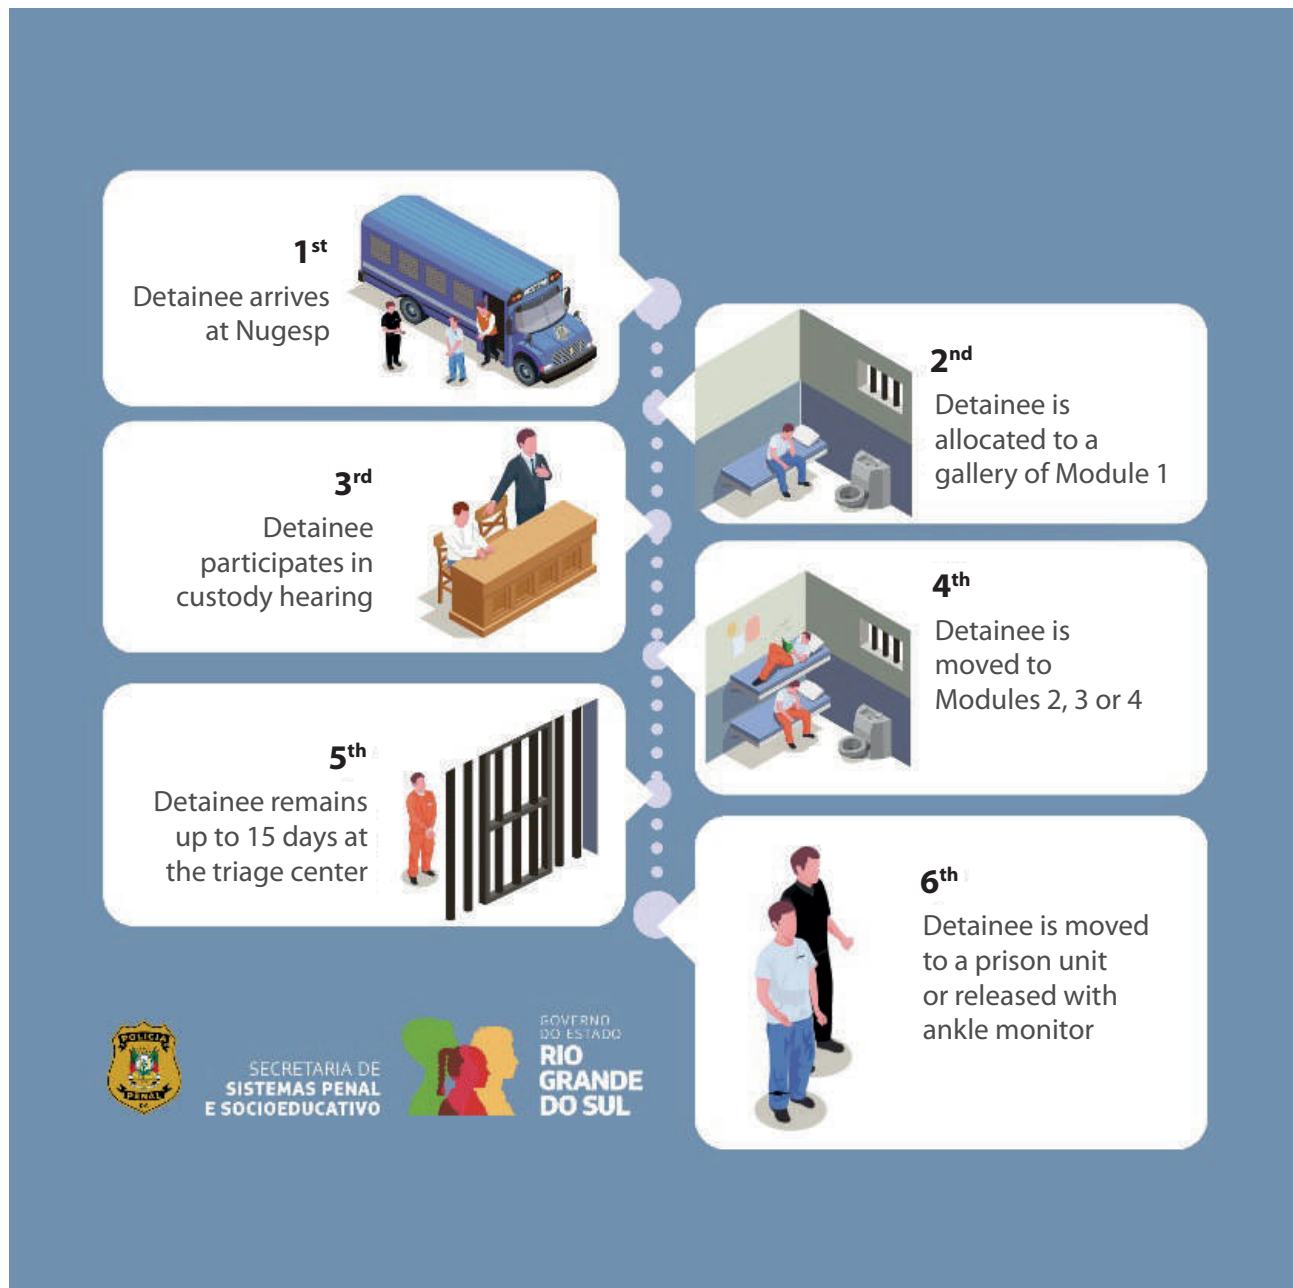 1st
Detainee arrives
at Nugesp
2nd
Detainee is
allocated to a
gallery of Module 1
3rd
Detainee
participates in
custody hearing
4th
Detainee is
moved to
Modules 2, 3 or 4
5th
Detainee remains
up to 15 days at
the triage center
6th
Detainee is moved
to a prison unit
or released with
ankle monitor
POLÍCIA
PENAL
SECRETARIA DE
SISTEMAS PENAL
E SOCIOEDUCATIVO
GOVERNO
DO ESTADO
RIO
GRANDE
DO SUL